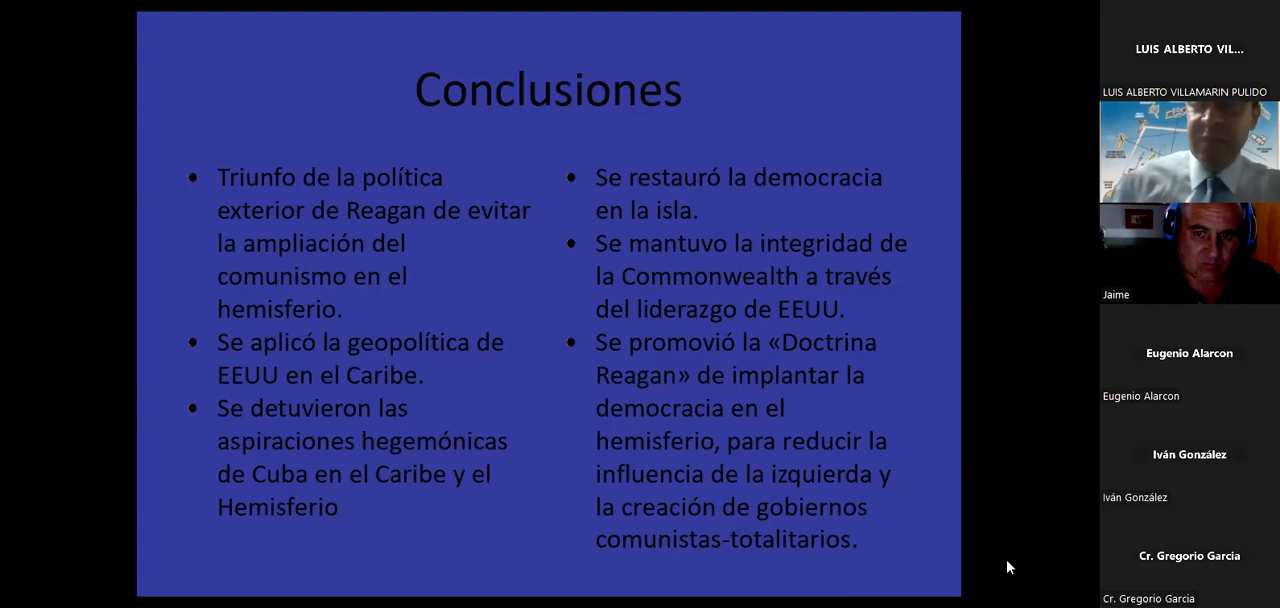 Conclusiones
• Triunfo de la política
exterior de Reagan de evitar
la ampliación del
comunismo en el
hemisferio.
• Se aplicó la geopolítica de
EEUU en el Caribe.
• Se detuvieron las
aspiraciones hegemónicas
de Cuba en el Caribe y el
Hemisferio
• Se restauró la democracia
en la isla.
• Se mantuvo la integridad de
la Commonwealth a través
del liderazgo de EEUU.
• Se promovió la «Doctrina
Reagan» de implantar la
democracia en el
hemisferio, para reducir la
influencia de la izquierda y
la creación de gobiernos
comunistas-totalitarios.
LUIS ALBERTO VIL...
LUIS ALBERTO VILLAMARIN PULIDO
Jaime
Eugenio Alarcon
Eugenio Alarcon
Iván González
Iván González
Cr. Gregorio Garcia
Cr. Gregorio Garcia